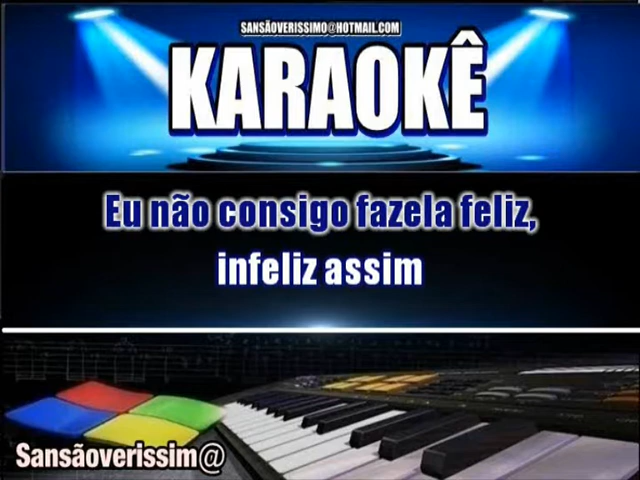 SANSÃOVERISSIMO@HOTMAIL.COM
KARAOKÊ
Eu não consigo fazela feliz,
infeliz assim
Sansãoverissim@